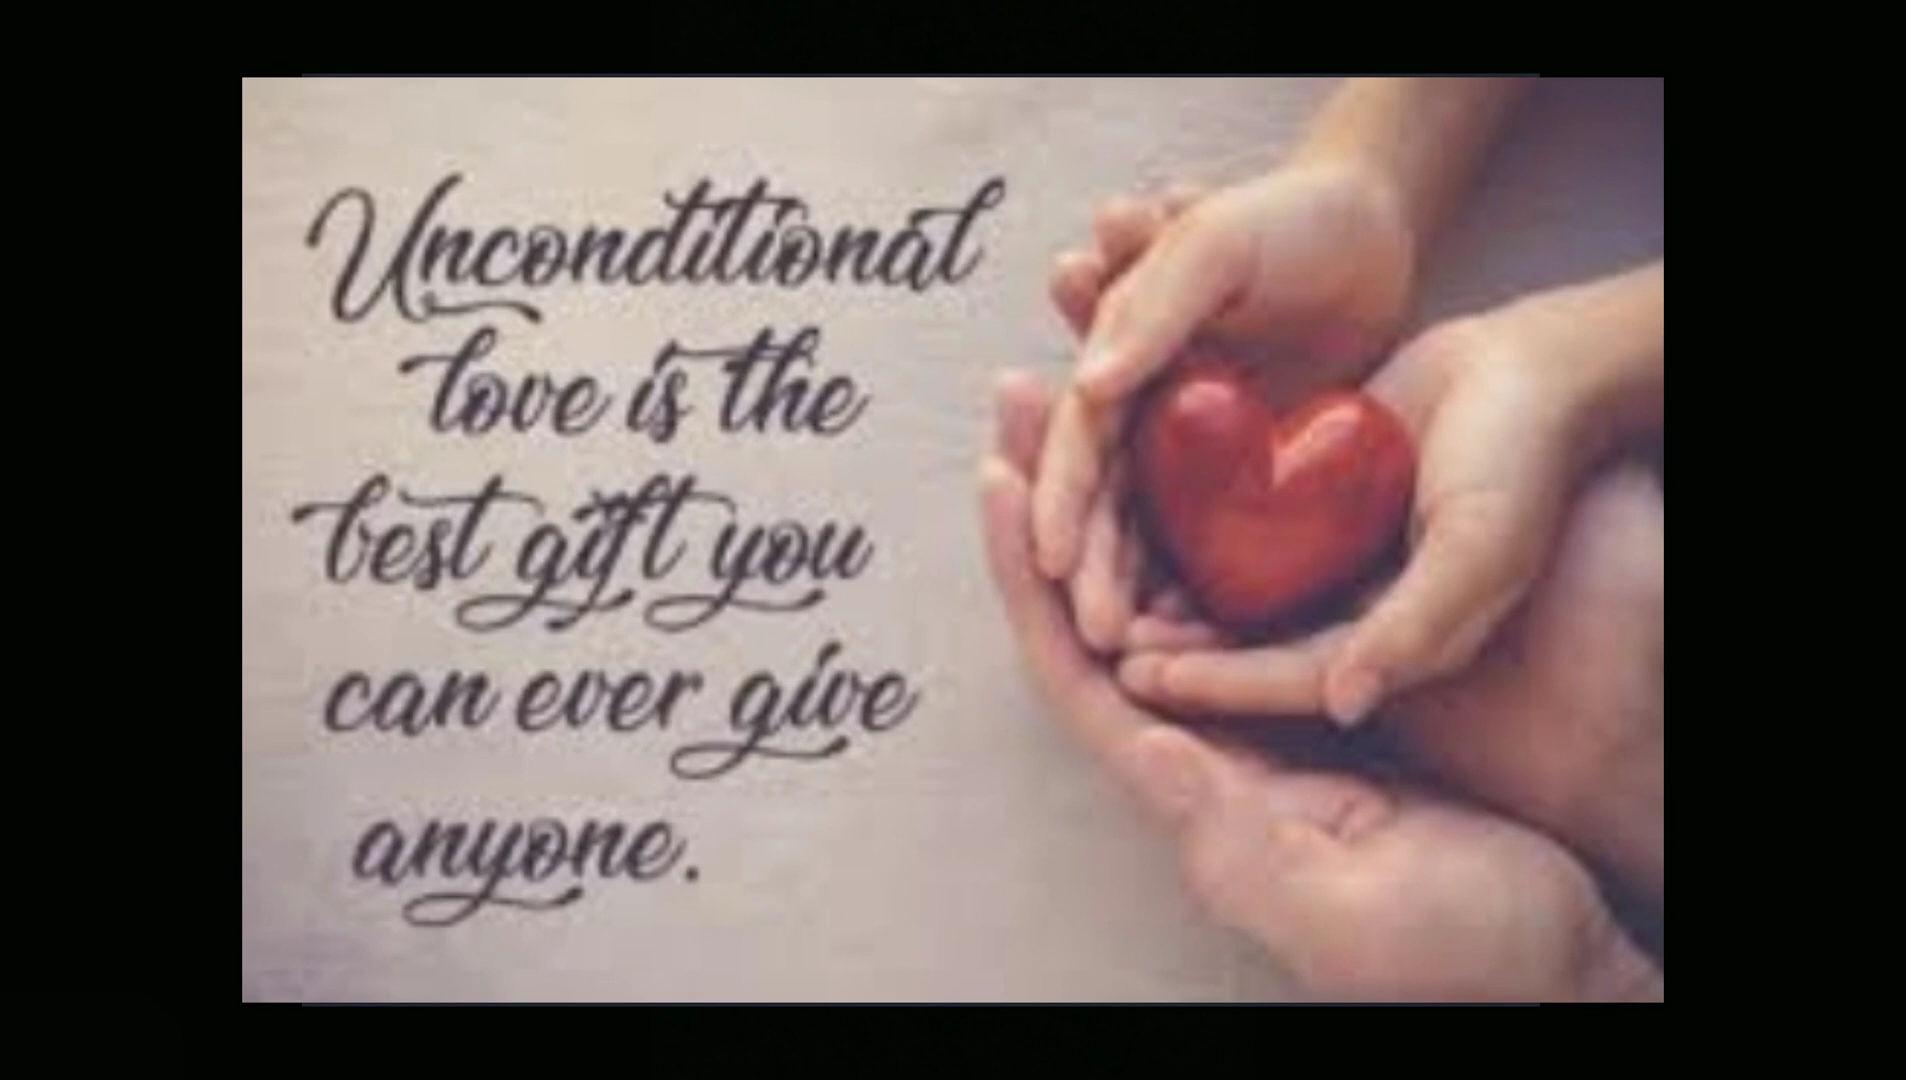 Unconditional
love is the
best gift you
can ever give
anyone.